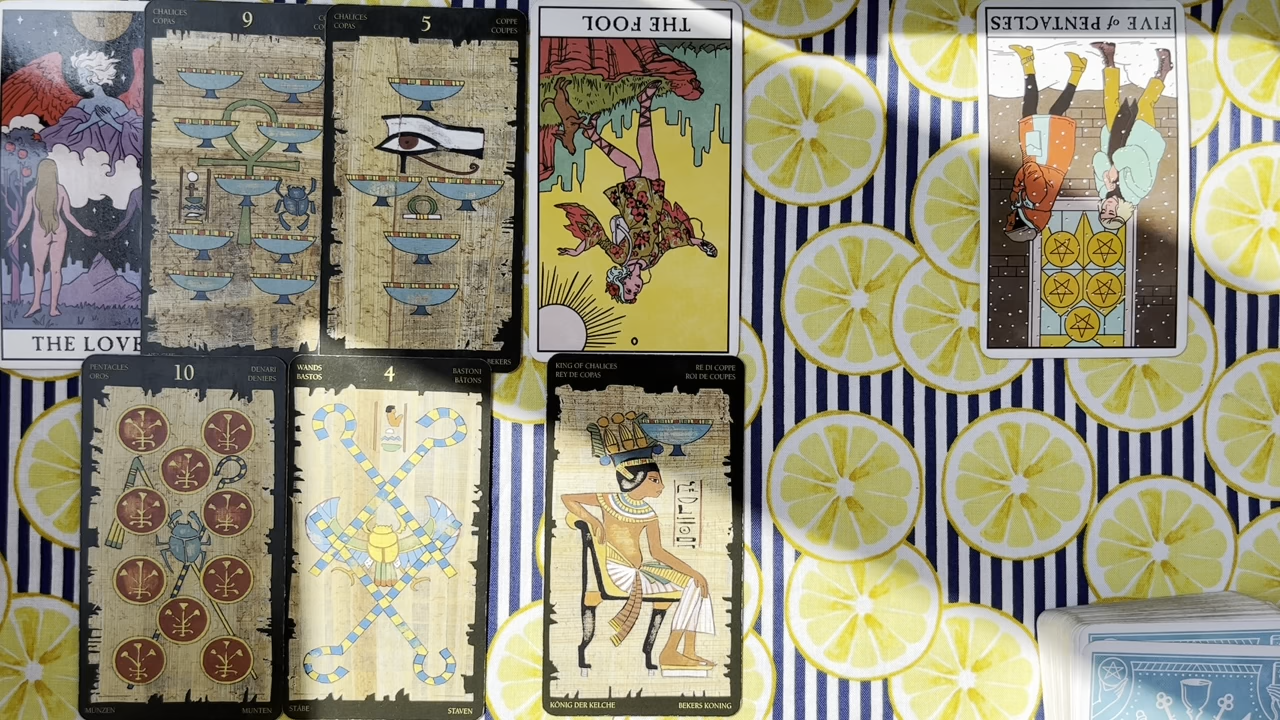 THE LOVE
CHALICES
COPAS
9
CHALICES
COPAS
5
COPPE
COUPES
BEKERS
THE FOOL
0
FIVE of PENTACLES
PENTACLES
OROS
10
DENARI
DENIERS
MÜNZEN
MUNTEN
WANDS
BASTOS
4
BASTONI
BÂTONS
STÄBE
STAVEN
KING OF CHALICES
REY DE COPAS
RE DI COPPE
ROI DE COUPES
KÖNIG DER KELCHE
BEKERS KONING